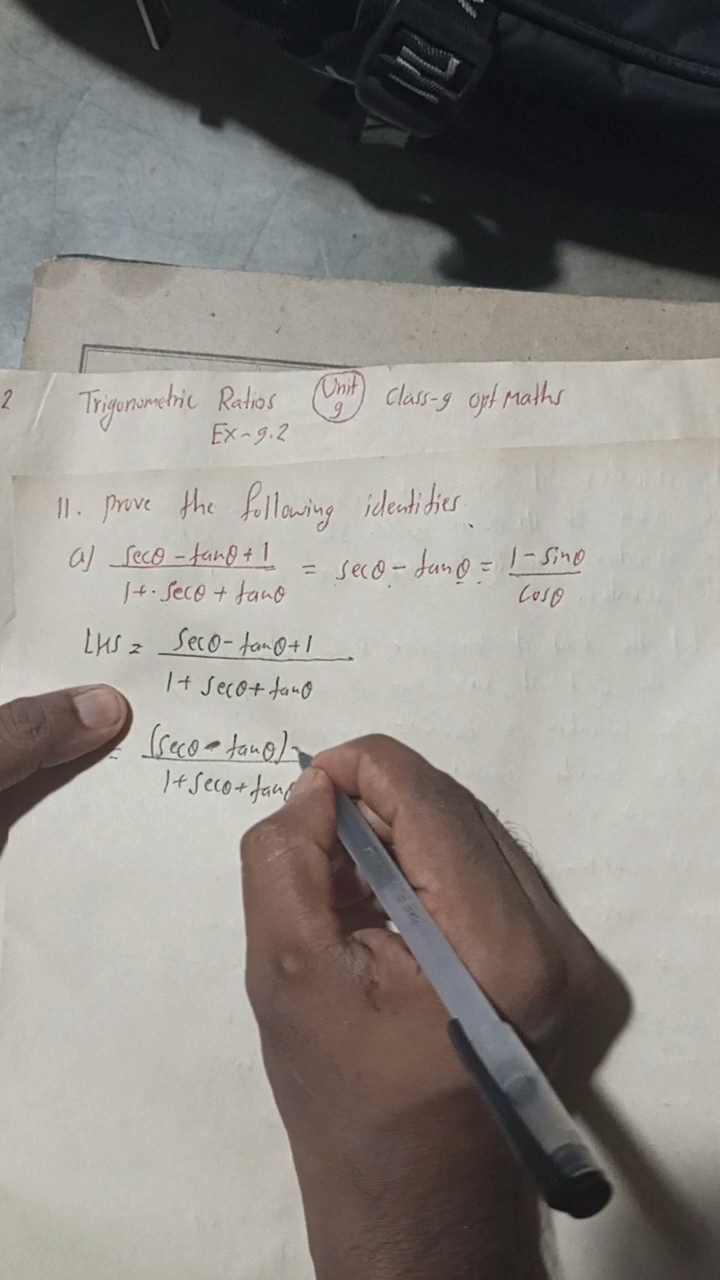 2 Trigonometric Ratios Unit 9 Class-9 opt Maths
Ex-9.2
11. prove the following identities.
a) (secθ - tanθ + 1) / (1 + secθ + tanθ) = secθ - tanθ = (1 - sinθ) / cosθ
LHS = (secθ - tanθ + 1) / (1 + secθ + tanθ)
= (secθ - tanθ) / (1 + secθ + tanθ